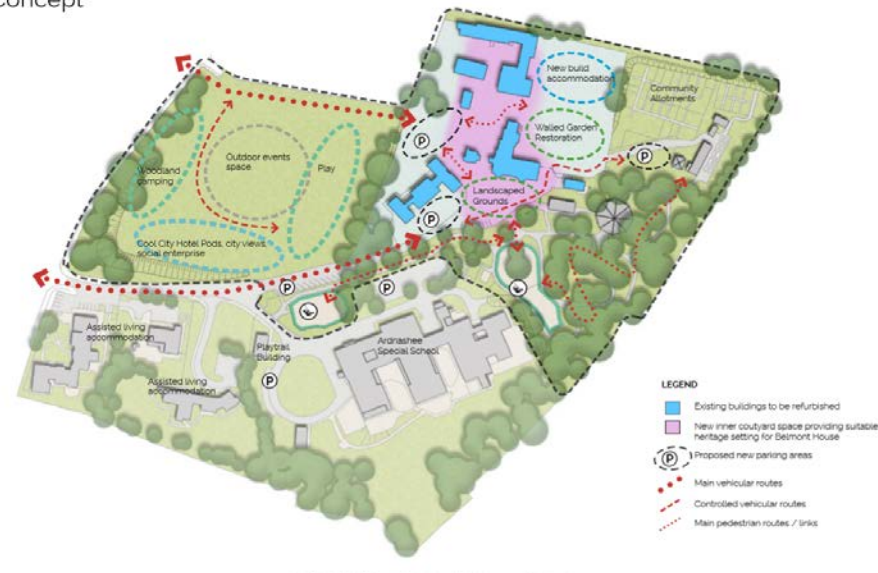 Concept
New build
accommodation
Community
Allotments
P
Walled Garden
Restoration
P
Outdoor events
space
Play
Woodland
camping
Landscaped
Grounds
P
Cool City Hotel Pods, city views,
social enterprise
P
P
Assisted living
accommodation
Playtrail
Building
Ardnashee
Special School
Assisted living
accommodation
P
LEGEND
Existing buildings to be refurbished
New inner coutyard space providing suitable
heritage setting for Belmont House
P Proposed new parking areas
Main vehicular routes
Controlled vehicular routes
Main pedestrian routes / links